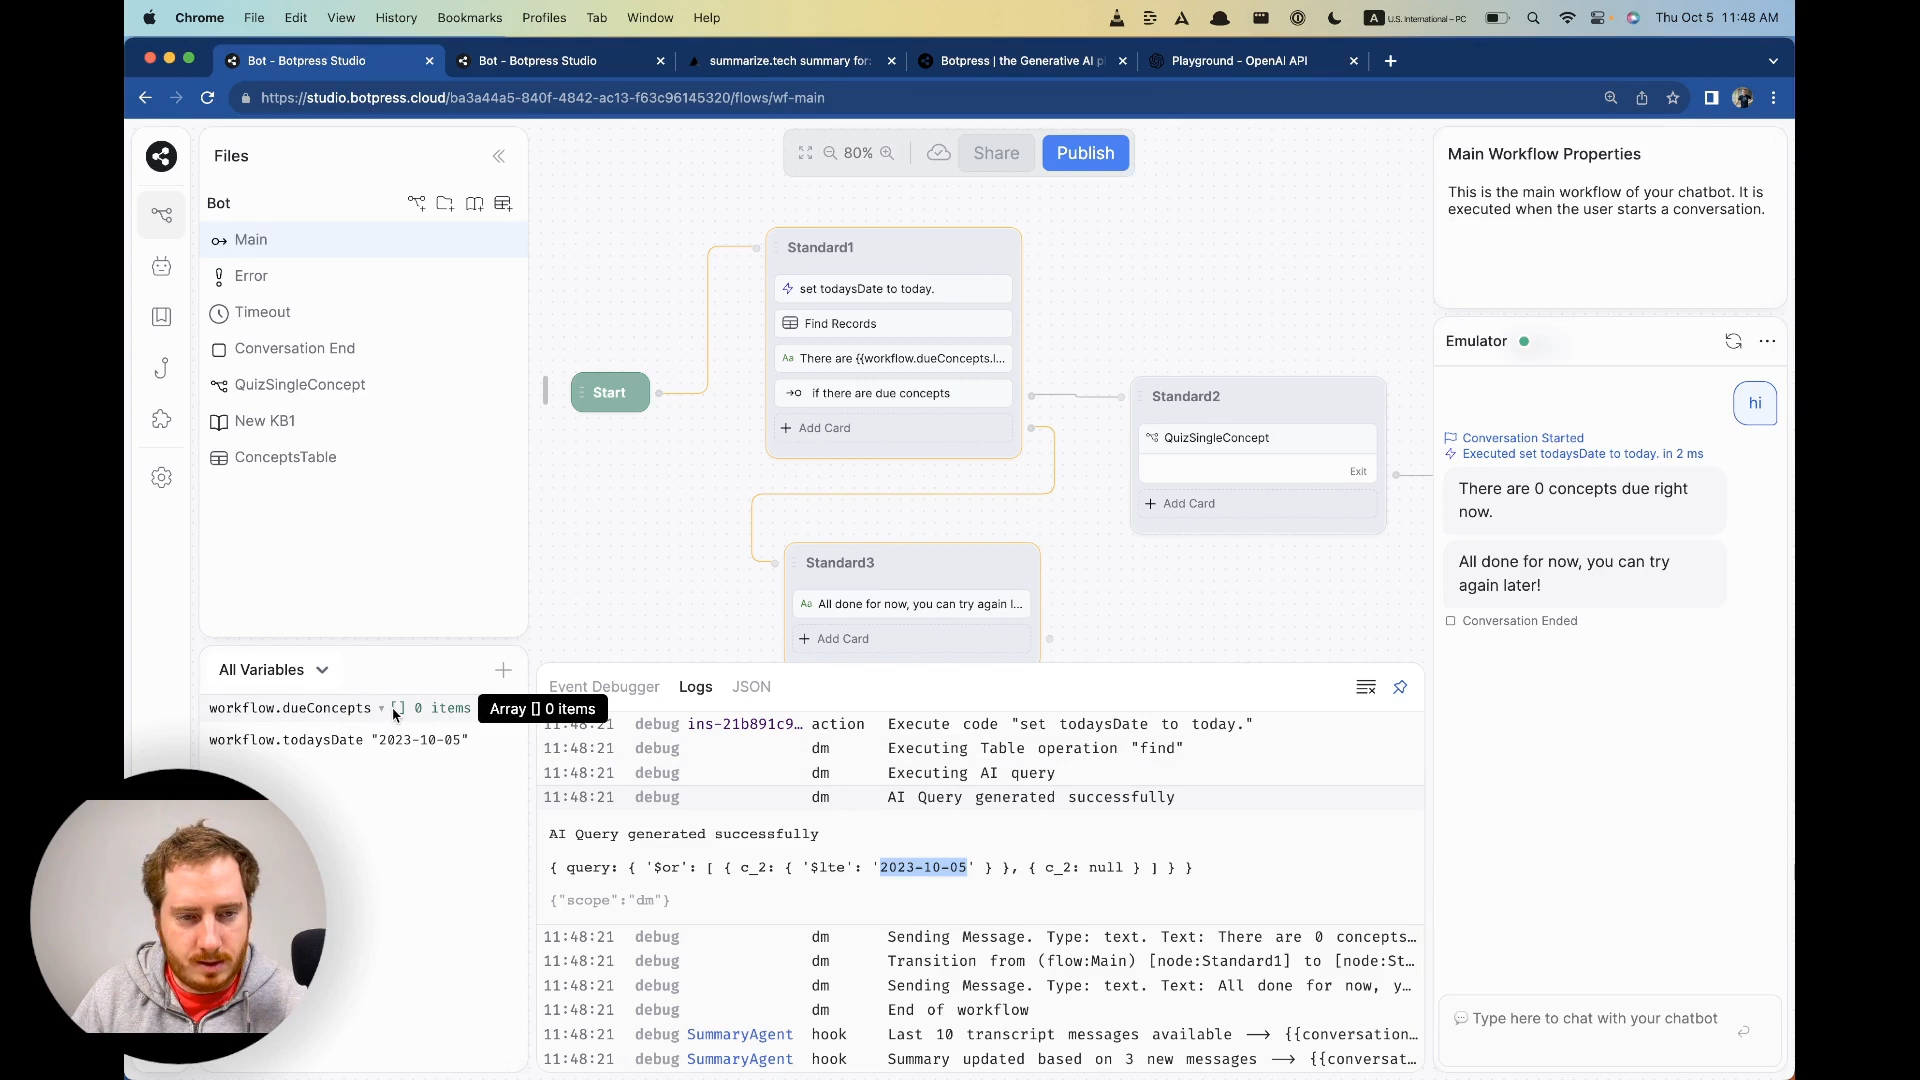 Chrome File Edit View History Bookmarks Profiles Tab Window Help
A U.S. International – PC Thu Oct 5 11:48 AM
Bot - Botpress Studio
Bot - Botpress Studio
summarize.tech summary for:
Botpress | the Generative AI p
Playground - OpenAI API
https://studio.botpress.cloud/ba3a44a5-840f-4842-ac13-f63c96145320/flows/wf-main
Files
Bot
Main
Error
Timeout
Conversation End
QuizSingleConcept
New KB1
ConceptsTable
All Variables
workflow.dueConcepts [] 0 items
Array [] 0 items
workflow.todaysDate "2023-10-05"
80% Share Publish
Start
Standard1
set todaysDate to today.
Find Records
Aa There are {{workflow.dueConcepts.l...
if there are due concepts
+ Add Card
Standard2
QuizSingleConcept
Exit
+ Add Card
Standard3
Aa All done for now, you can try again l...
+ Add Card
Event Debugger Logs JSON
11:48:21 debug ins-21b891c9… action Execute code "set todaysDate to today."
11:48:21 debug dm Executing Table operation "find"
11:48:21 debug dm Executing AI query
11:48:21 debug dm AI Query generated successfully
AI Query generated successfully
{ query: { '$or': [ { c_2: { '$lte': '2023-10-05' } }, { c_2: null } ] } }
{"scope":"dm"}
11:48:21 debug dm Sending Message. Type: text. Text: There are 0 concepts…
11:48:21 debug dm Transition from (flow:Main) [node:Standard1] to [node:St…
11:48:21 debug dm Sending Message. Type: text. Text: All done for now, y…
11:48:21 debug dm End of workflow
11:48:21 debug SummaryAgent hook Last 10 transcript messages available ⟶ {{conversation…
11:48:21 debug SummaryAgent hook Summary updated based on 3 new messages ⟶ {{conversat…
Main Workflow Properties
This is the main workflow of your chatbot. It is
executed when the user starts a conversation.
Emulator
hi
Conversation Started
Executed set todaysDate to today. in 2 ms
There are 0 concepts due right
now.
All done for now, you can try
again later!
Conversation Ended
Type here to chat with your chatbot